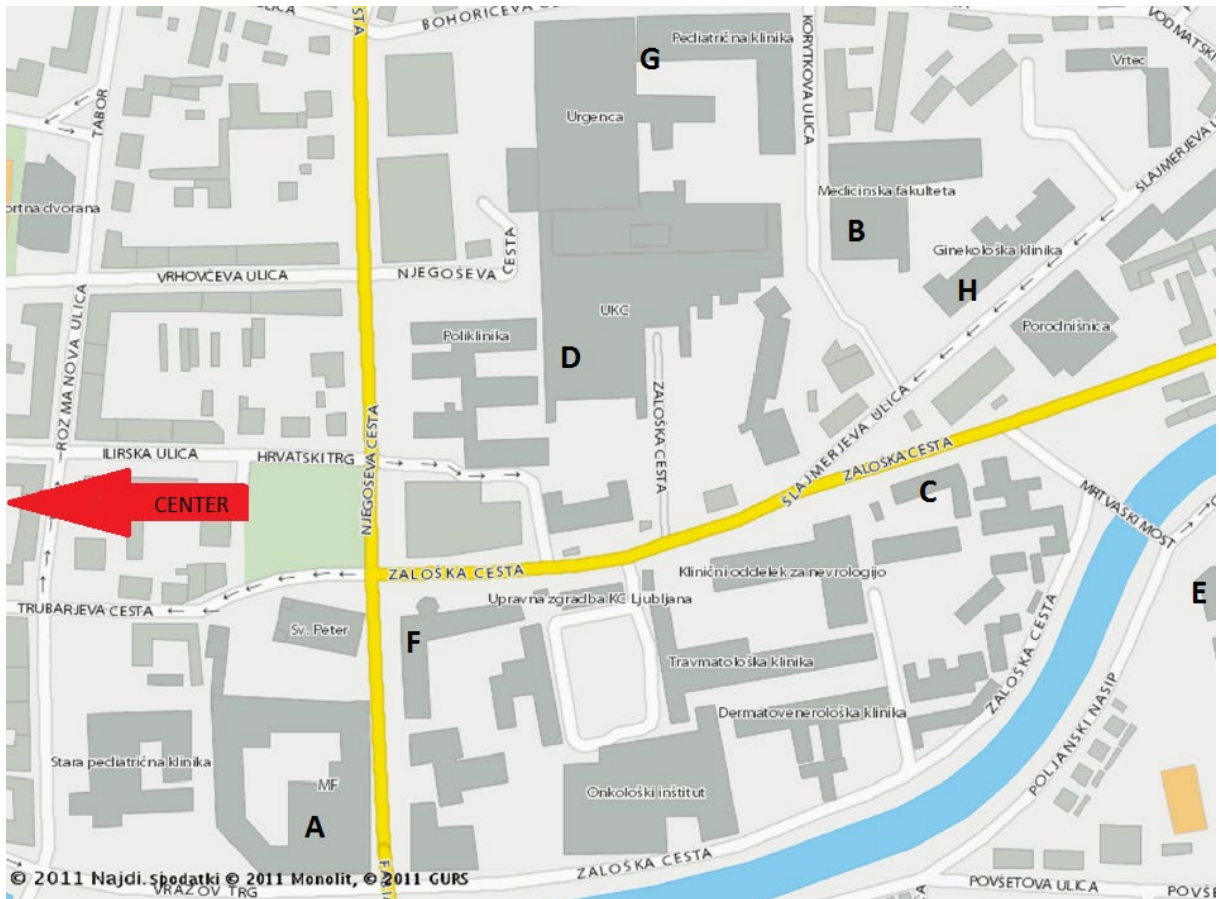 BOHORIČEVA ULICA
Pediatrična klinika
G
KORYTKOVA ULICA
Vrtec
TABOR
Urgenca
ŠLAJMERJEVA
Medicinska fakulteta
ortna dvorana
B
Ginekološka klinika
VRHOVČEVA ULICA
NJEGOŠEVA
CESTA
H
UKC
Porodnišnica
Poliklinika
D
ROZMANOVA ULICA
ZALOŠKA CESTA
ŠLAJMERJEVA ULICA
ILIRSKA ULICA
HRVATSKI TRG
NJEGOŠEVA CESTA
ZALOŠKA CESTA
CENTER
C
MRTVAŠKI MOST
ZALOŠKA CESTA
Klinični oddelek za nevrologijo
E
TRUBARJEVA CESTA
Upravna zgradba KC Ljubljana
Sv. Peter
F
ZALOŠKA CESTA
Travmatološka klinika
Dermatovenerološka klinika
POLJANSKI NASIP
Stara pediatrična klinika
MF
Onkološki inštitut
A
ZALOŠKA CESTA
© 2011 Najdi.si podatki © 2011 Monolit, © 2011 GURS
VRAZOV TRG
POVŠETOVA ULICA